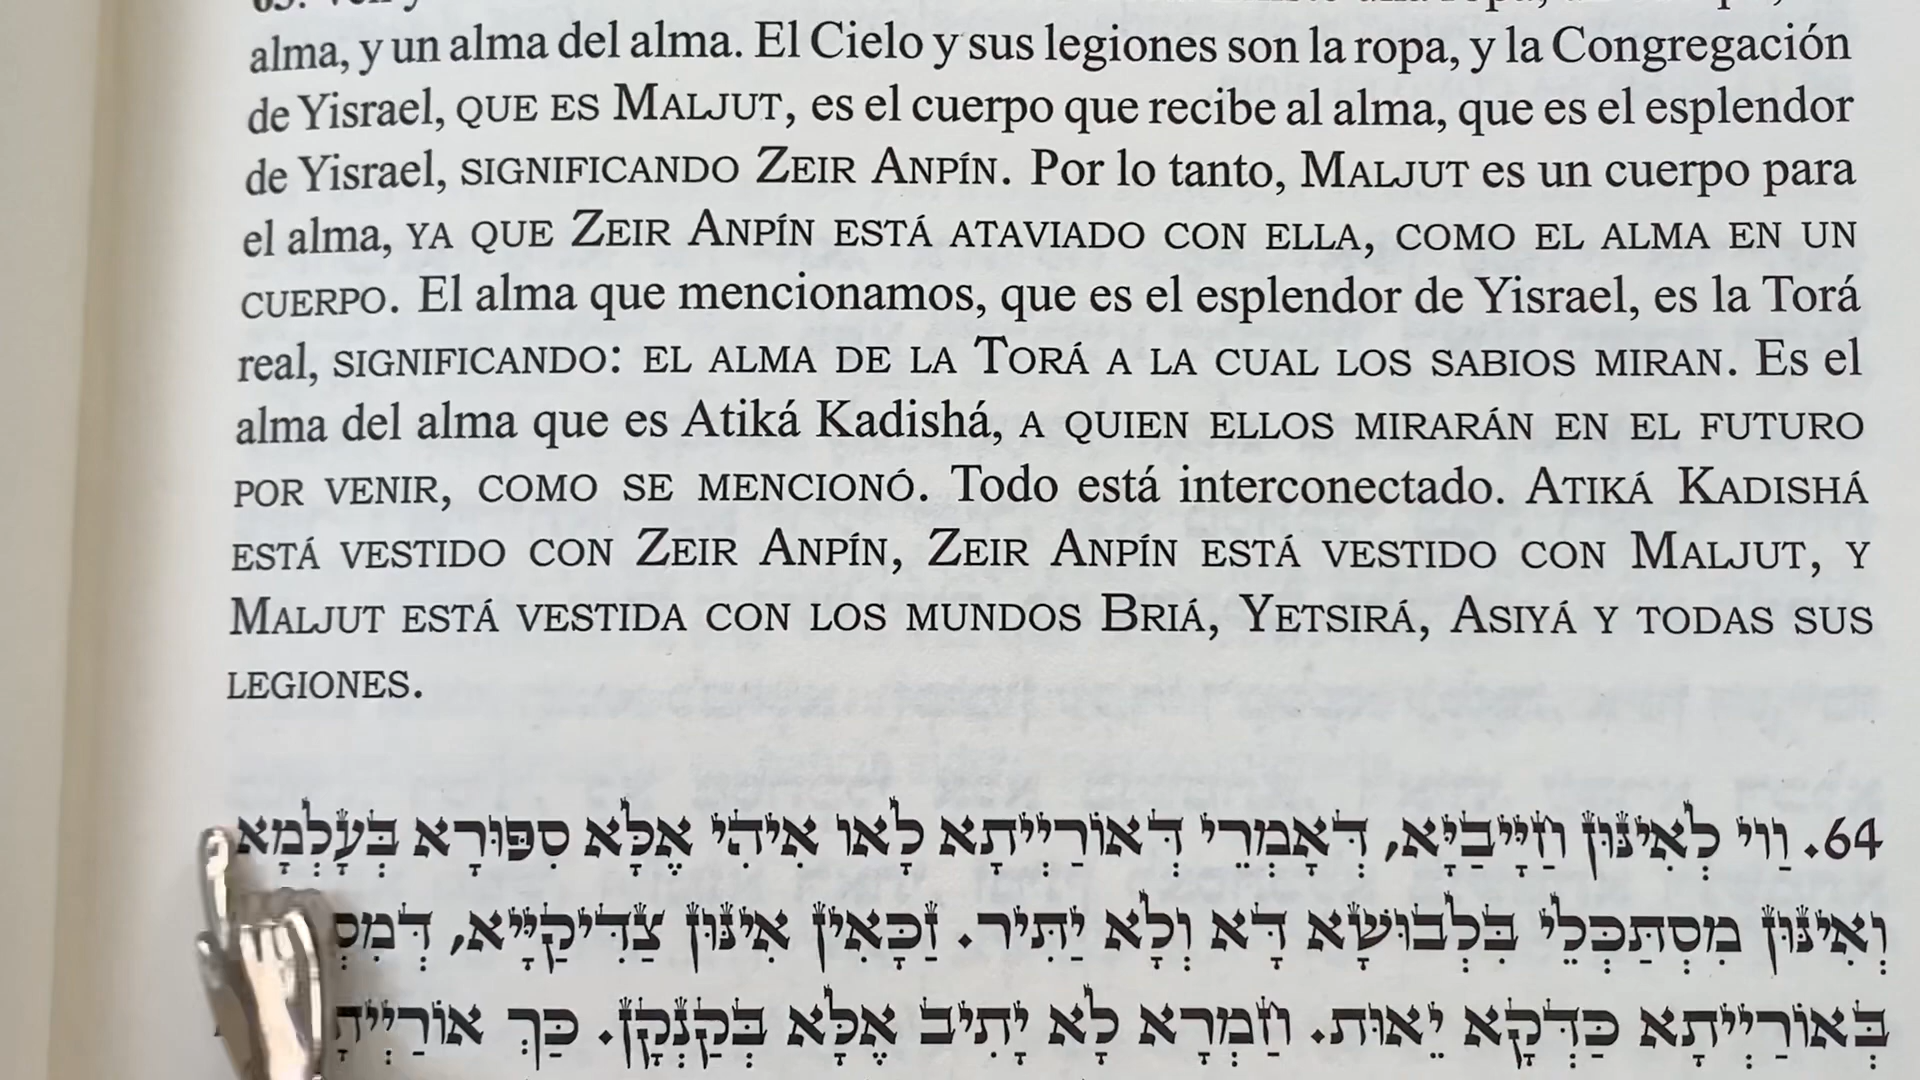 alma, y un alma del alma. El Cielo y sus legiones son la ropa, y la Congregación
de Yisrael, QUE ES MALJUT, es el cuerpo que recibe al alma, que es el esplendor
de Yisrael, SIGNIFICANDO ZEIR ANPÍN. Por lo tanto, MALJUT es un cuerpo para
el alma, YA QUE ZEIR ANPÍN ESTÁ ATAVIADO CON ELLA, COMO EL ALMA EN UN
CUERPO. El alma que mencionamos, que es el esplendor de Yisrael, es la Torá
real, SIGNIFICANDO: EL ALMA DE LA TORÁ A LA CUAL LOS SABIOS MIRAN. Es el
alma del alma que es Atiká Kadishá, A QUIEN ELLOS MIRARÁN EN EL FUTURO
POR VENIR, COMO SE MENCIONÓ. Todo está interconectado. ATIKÁ KADISHÁ
ESTÁ VESTIDO CON ZEIR ANPÍN, ZEIR ANPÍN ESTÁ VESTIDO CON MALJUT, Y
MALJUT ESTÁ VESTIDA CON LOS MUNDOS BRIÁ, YETSIRÁ, ASIYÁ Y TODAS SUS
LEGIONES.
64. וַוי לְאִינּוּן חַיָּיבַיָּא, דְּאָמְרֵי דְּאוֹרַיְיתָא לָאו אִיהִי אֶלָּא סִפּוּרָא בְּעָלְמָא
וְאִינּוּן מִסְתַּכְּלֵי בִּלְבוּשָׁא דָּא וְלָא יַתִּיר. זַכָּאִין אִינּוּן צַדִּיקַיָּיא,
בְּאוֹרַיְיתָא כַּדְּקָא יֵאוּת. חַמְרָא לָא יָתִיב אֶלָּא בְּקַנְקָן. כַּךְ